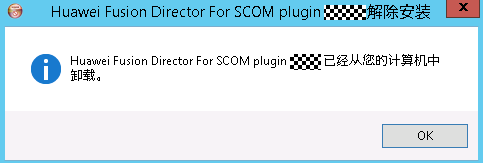 Huawei Fusion Director For SCOM plugin 解除安装
Huawei Fusion Director For SCOM plugin 已经从您的计算机中
卸载。
OK